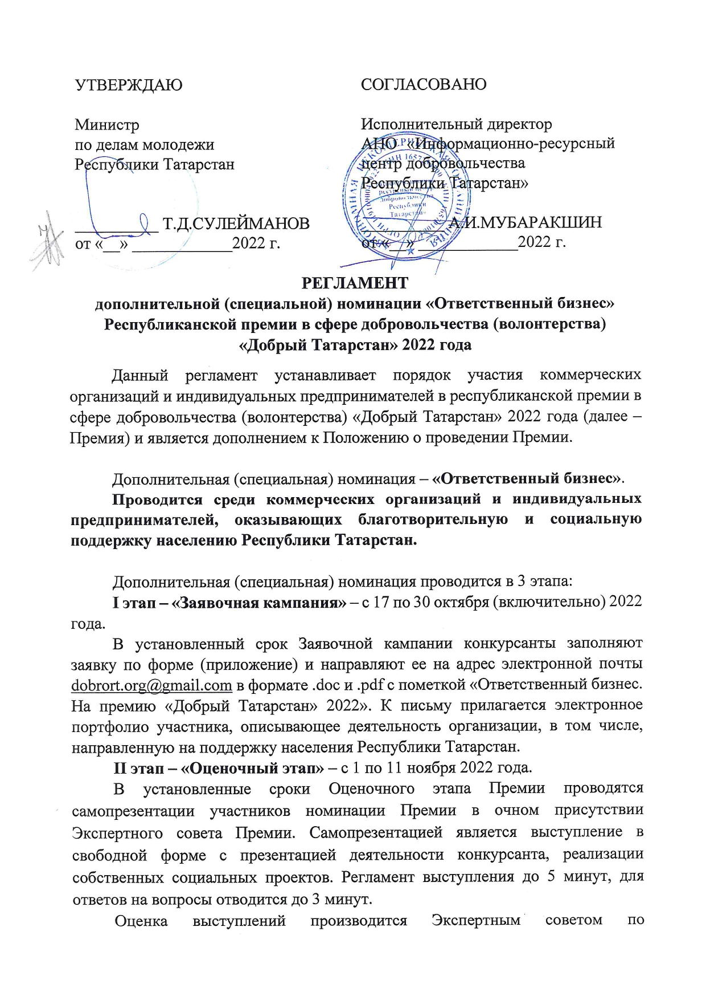 УТВЕРЖДАЮ
Министр
по делам молодежи
Республики Татарстан
___________ Т.Д.СУЛЕЙМАНОВ
от «__» _____________2022 г.
СОГЛАСОВАНО
Исполнительный директор
АНО «Информационно-ресурсный
центр добровольчества
Республики Татарстан»
___________А.И.МУБАРАКШИН
от «__» _____________2022 г.
РЕГЛАМЕНТ
дополнительной (специальной) номинации «Ответственный бизнес»
Республиканской премии в сфере добровольчества (волонтерства)
«Добрый Татарстан» 2022 года
Данный регламент устанавливает порядок участия коммерческих
организаций и индивидуальных предпринимателей в республиканской премии в
сфере добровольчества (волонтерства) «Добрый Татарстан» 2022 года (далее –
Премия) и является дополнением к Положению о проведении Премии.
Дополнительная (специальная) номинация – «Ответственный бизнес».
Проводится среди коммерческих организаций и индивидуальных
предпринимателей, оказывающих благотворительную и социальную
поддержку населению Республики Татарстан.
Дополнительная (специальная) номинация проводится в 3 этапа:
I этап – «Заявочная кампания» – с 17 по 30 октября (включительно) 2022
года.
В установленный срок Заявочной кампании конкурсанты заполняют
заявку по форме (приложение) и направляют ее на адрес электронной почты
dobrort.org@gmail.com в формате .doc и .pdf с пометкой «Ответственный бизнес.
На премию «Добрый Татарстан» 2022». К письму прилагается электронное
портфолио участника, описывающее деятельность организации, в том числе,
направленную на поддержку населения Республики Татарстан.
II этап – «Оценочный этап» – с 1 по 11 ноября 2022 года.
В установленные сроки Оценочного этапа Премии проводятся
самопрезентации участников номинации Премии в очном присутствии
Экспертного совета Премии. Самопрезентацией является выступление в
свободной форме с презентацией деятельности конкурсанта, реализации
собственных социальных проектов. Регламент выступления до 5 минут, для
ответов на вопросы отводится до 3 минут.
Оценка выступлений производится Экспертным советом по